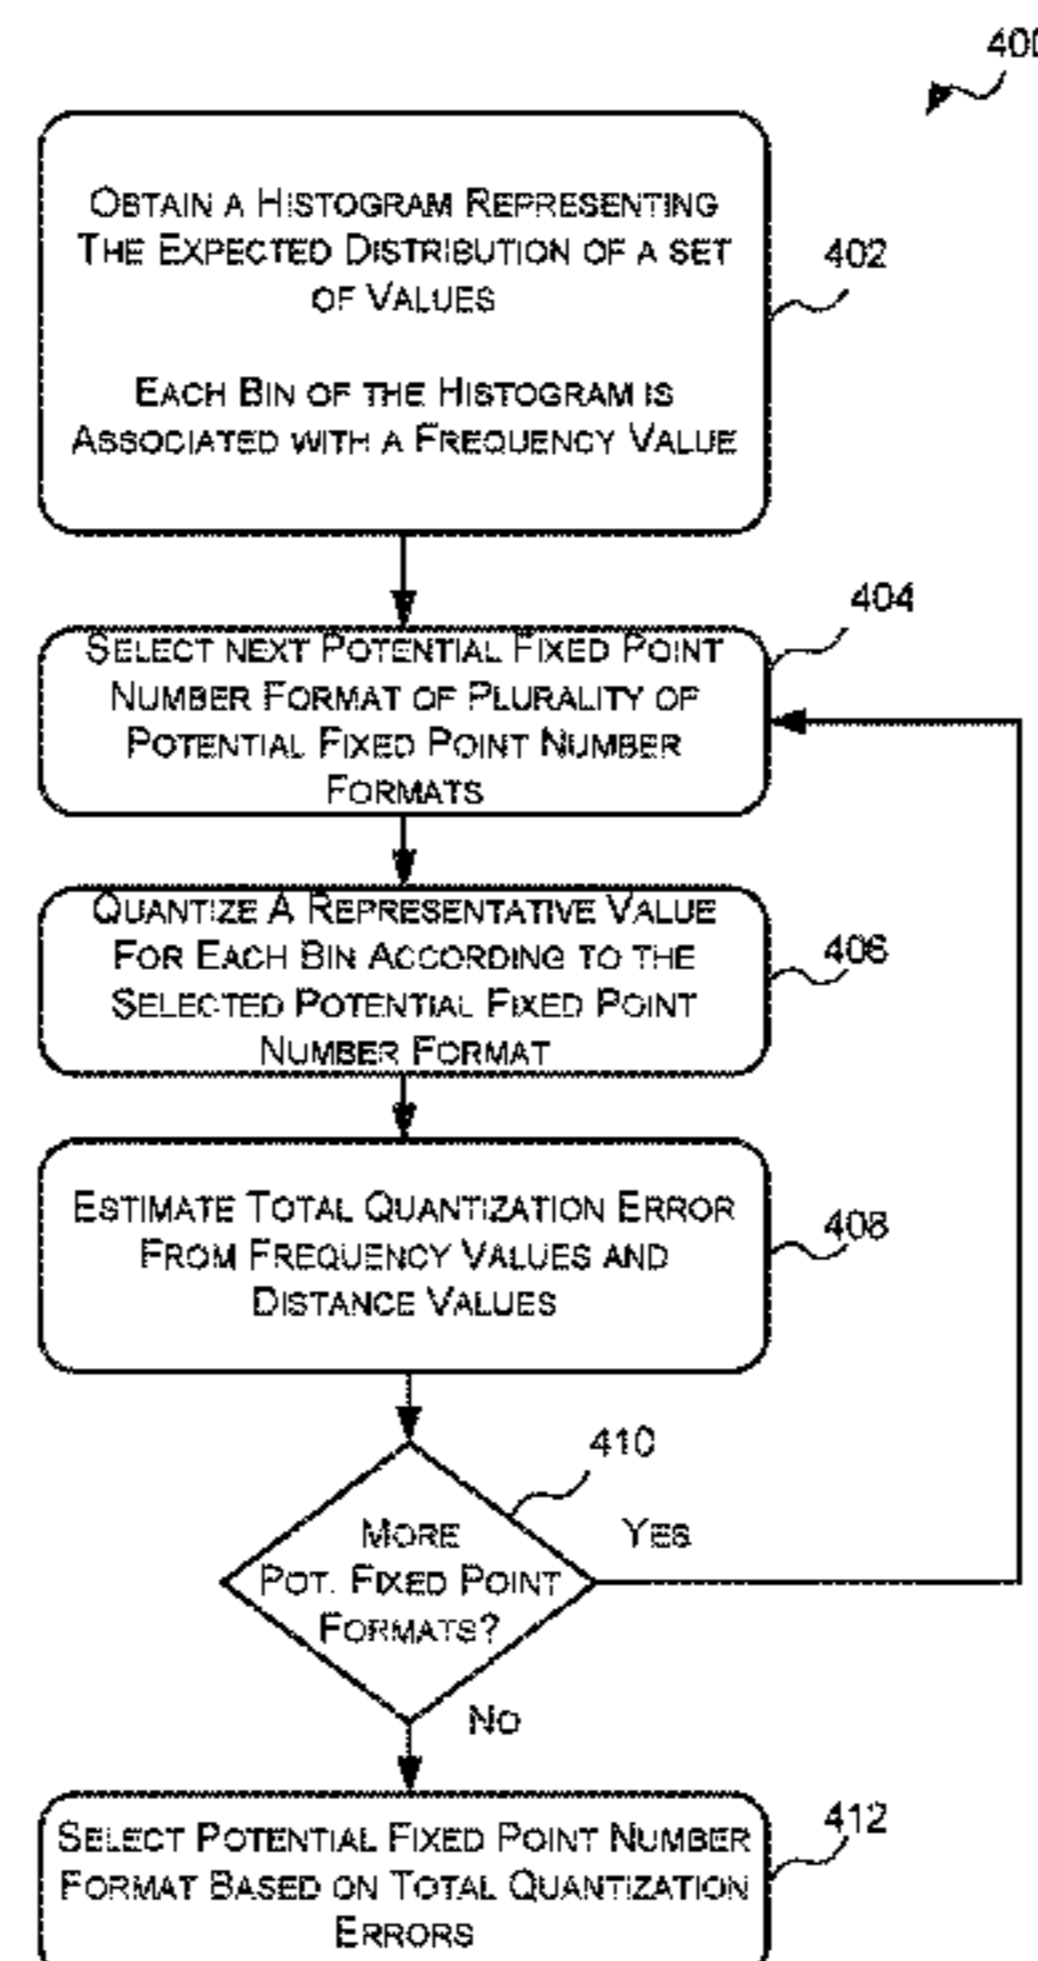 400
OBTAIN A HISTOGRAM REPRESENTING
THE EXPECTED DISTRIBUTION OF A SET
OF VALUES
402
EACH BIN OF THE HISTOGRAM IS
ASSOCIATED WITH A FREQUENCY VALUE
404
SELECT NEXT POTENTIAL FIXED POINT
NUMBER FORMAT OF PLURALITY OF
POTENTIAL FIXED POINT NUMBER
FORMATS
QUANTIZE A REPRESENTATIVE VALUE
FOR EACH BIN ACCORDING TO THE
SELECTED POTENTIAL FIXED POINT
NUMBER FORMAT
406
ESTIMATE TOTAL QUANTIZATION ERROR
FROM FREQUENCY VALUES AND
DISTANCE VALUES
408
410
MORE
POT. FIXED POINT
FORMATS?
YES
NO
SELECT POTENTIAL FIXED POINT NUMBER
FORMAT BASED ON TOTAL QUANTIZATION
ERRORS
412